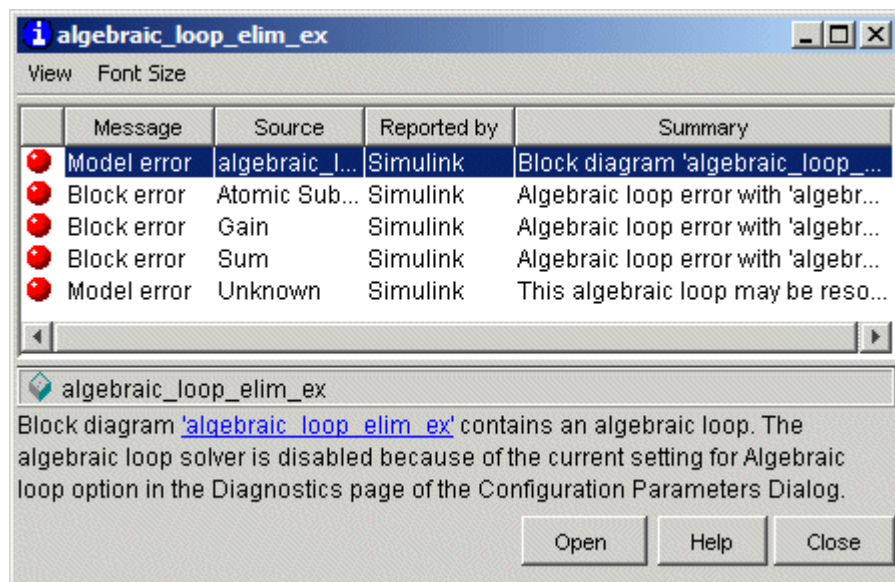 algebraic_loop_elim_ex
View Font Size
Message Source Reported by Summary
Model error algebraic_l... Simulink Block diagram 'algebraic_loop_...
Block error Atomic Sub... Simulink Algebraic loop error with 'algebr...
Block error Gain Simulink Algebraic loop error with 'algebr...
Block error Sum Simulink Algebraic loop error with 'algebr...
Model error Unknown Simulink This algebraic loop may be reso...
algebraic_loop_elim_ex
Block diagram 'algebraic_loop_elim_ex' contains an algebraic loop. The
algebraic loop solver is disabled because of the current setting for Algebraic
loop option in the Diagnostics page of the Configuration Parameters Dialog.
Open Help Close